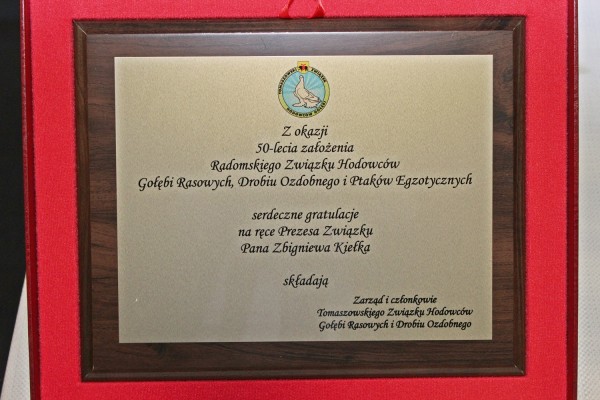 Z okazji
50-lecia założenia
Radomskiego Związku Hodowców
Gołębi Rasowych, Drobiu Ozdobnego i Ptaków Egzotycznych
serdeczne gratulacje
na ręce Prezesa Związku
Pana Zbigniewa Kiełka
składają
Zarząd i członkowie
Tomaszowskiego Związku Hodowców
Gołębi Rasowych i Drobiu Ozdobnego